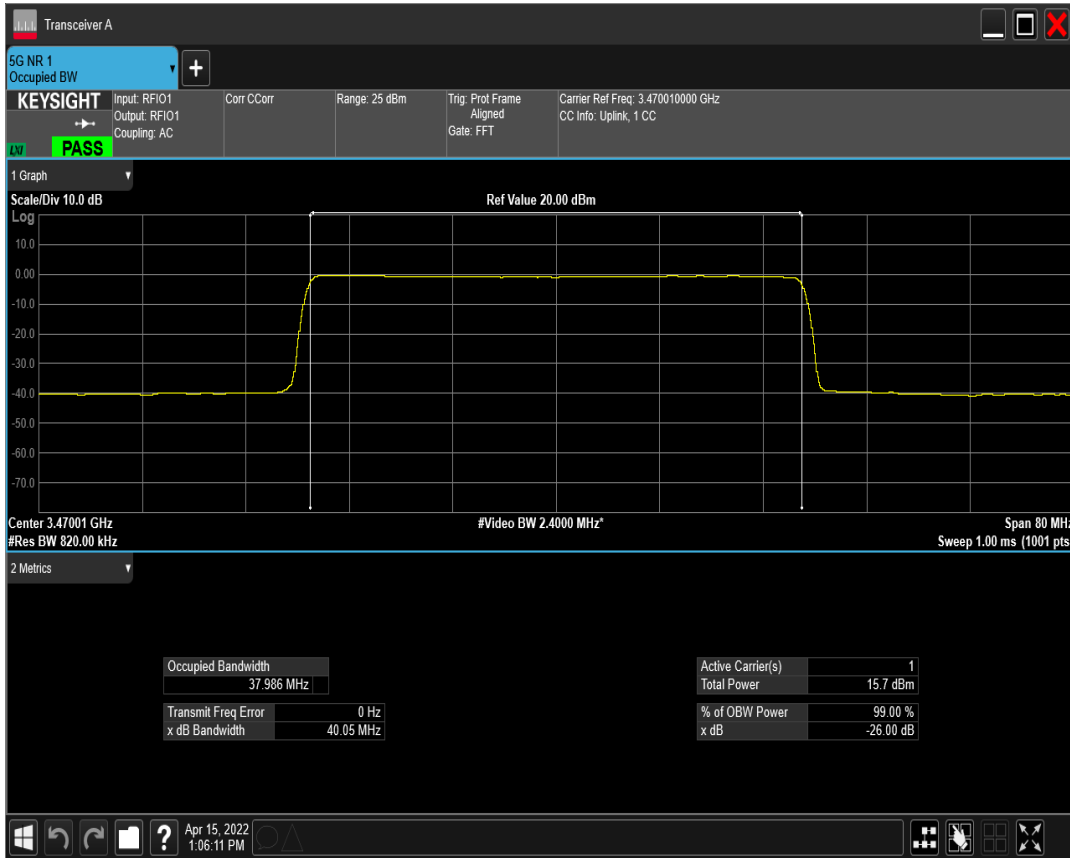 Transceiver A
5G NR 1
Occupied BW
KEYSIGHT
LXI
PASS
Input: RFIO1
Output: RFIO1
Coupling: AC
Corr CCorr
Range: 25 dBm
Trig: Prot Frame
Aligned
Gate: FFT
Carrier Ref Freq: 3.470010000 GHz
CC Info: Uplink, 1 CC
1 Graph
Scale/Div 10.0 dB
Ref Value 20.00 dBm
Log
10.0
0.00
-10.0
-20.0
-30.0
-40.0
-50.0
-60.0
-70.0
Center 3.47001 GHz
#Video BW 2.4000 MHz*
Span 80 MHz
#Res BW 820.00 kHz
Sweep 1.00 ms (1001 pts
2 Metrics
Occupied Bandwidth
37.986 MHz
Transmit Freq Error 0 Hz
x dB Bandwidth 40.05 MHz
Active Carrier(s) 1
Total Power 15.7 dBm
% of OBW Power 99.00 %
x dB -26.00 dB
?
Apr 15, 2022
1:06:11 PM